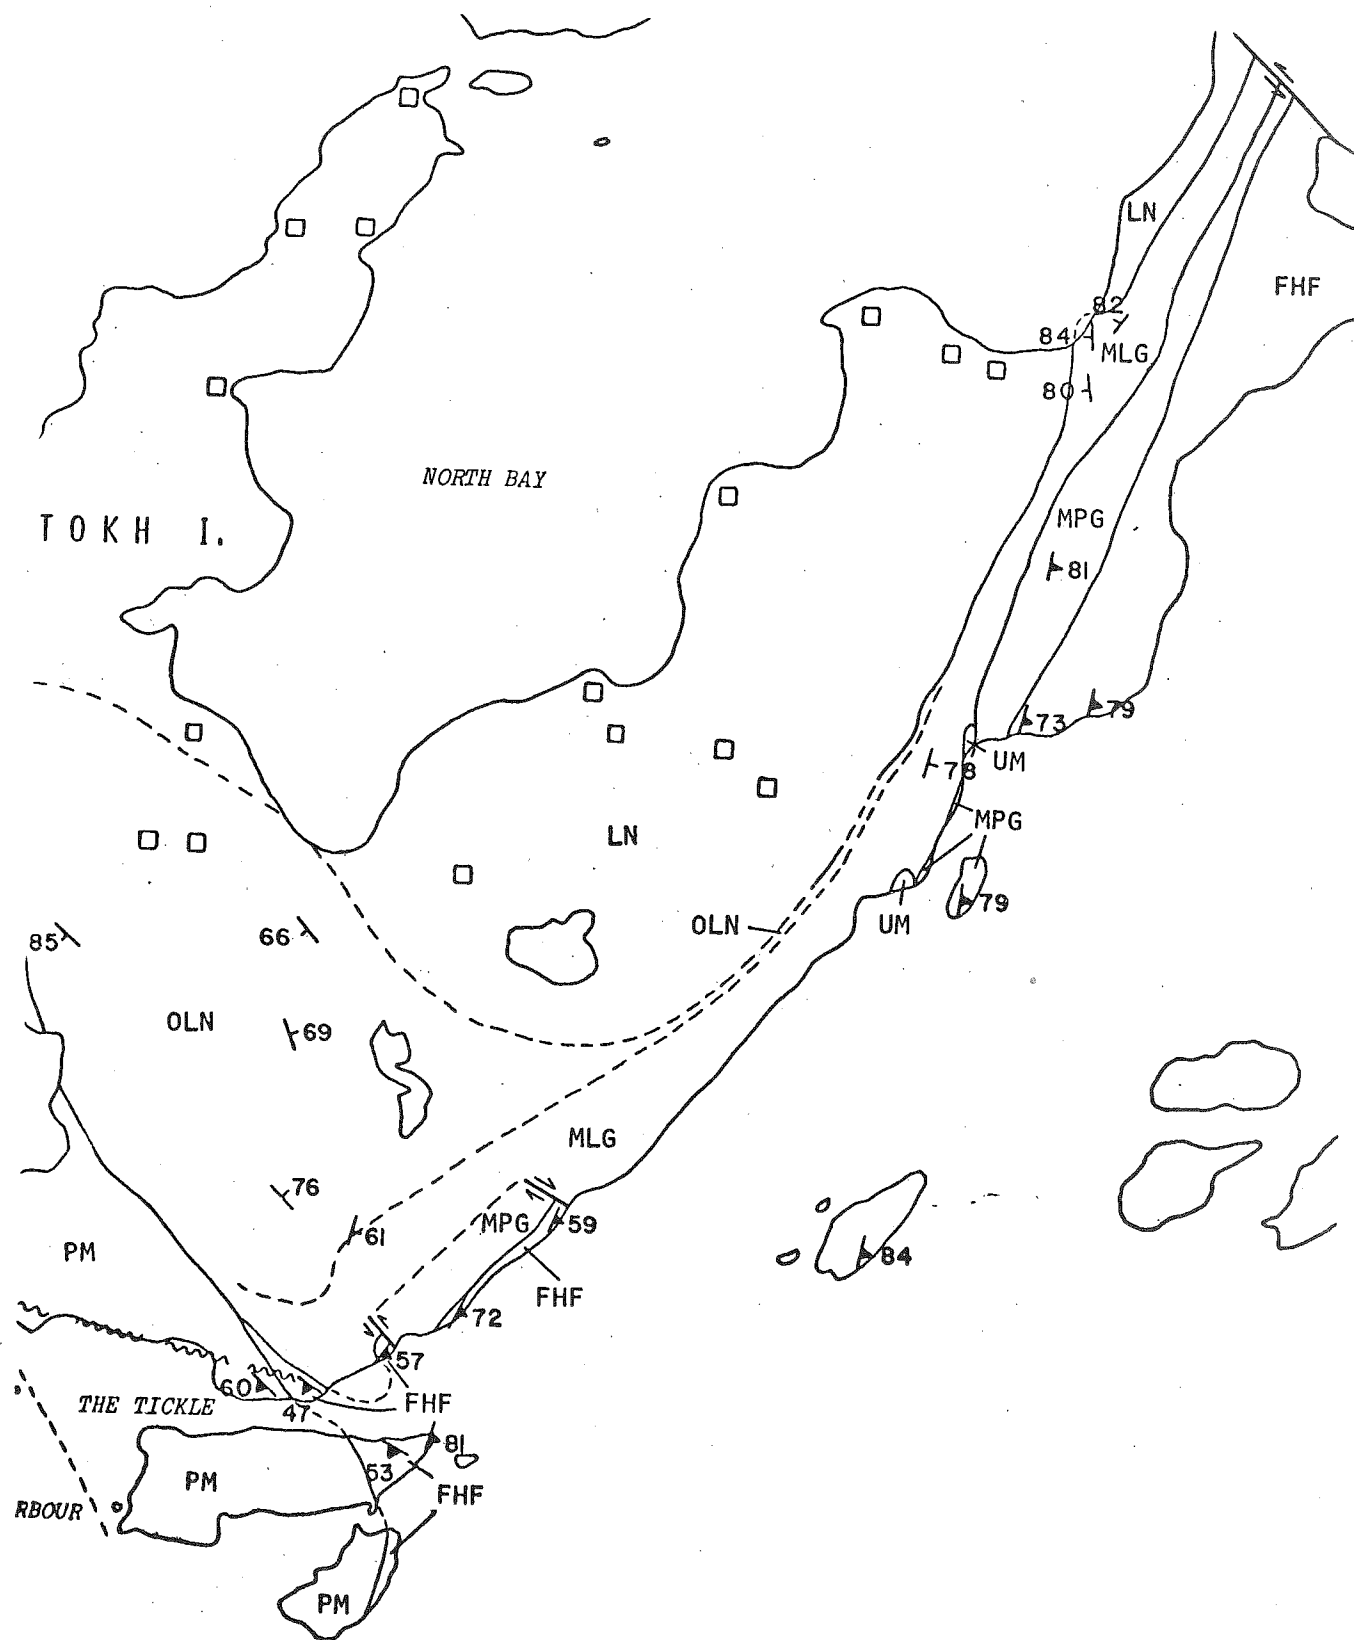 LN
FHF
82
84
MLG
80
NORTH BAY
MPG
TOKH I.
81
73
79
UM
78
MPG
LN
79
OLN
UM
85
66
OLN
69
MLG
76
MPG
59
61
PM
84
FHF
72
57
60
THE TICKLE
FHF
47
81
53
PM
FHF
RBOUR
PM